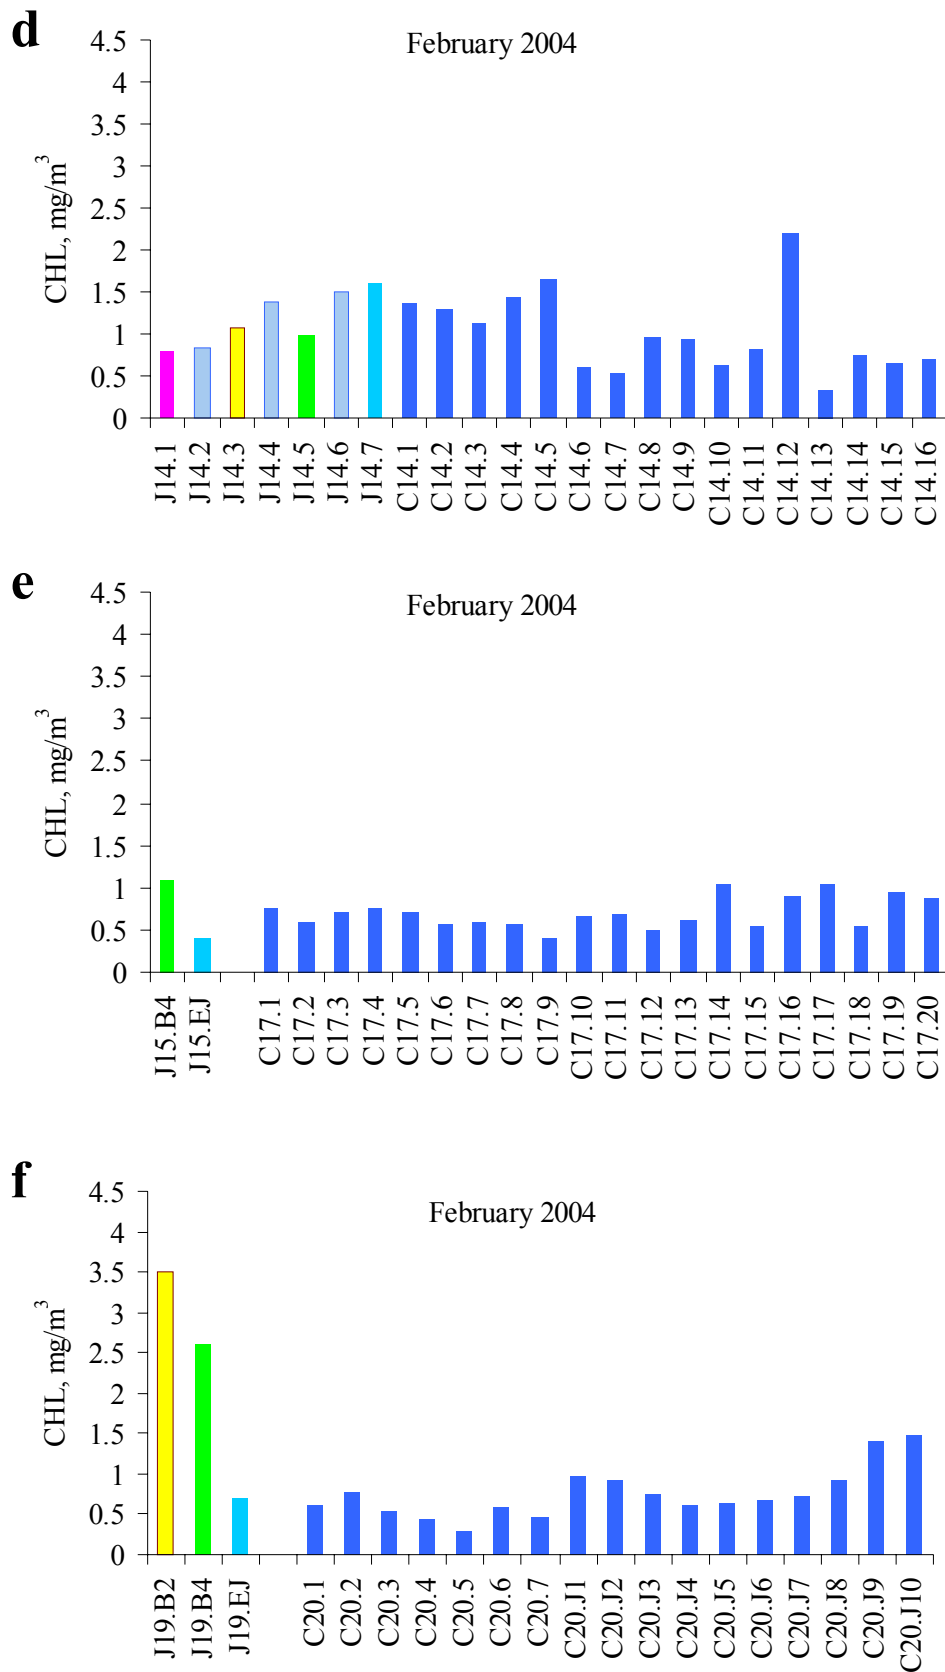 d
February 2004
CHL, mg/m³
4.5
4
3.5
3
2.5
2
1.5
1
0.5
0
J14.1
J14.2
J14.3
J14.4
J14.5
J14.6
J14.7
C14.1
C14.2
C14.3
C14.4
C14.5
C14.6
C14.7
C14.8
C14.9
C14.10
C14.11
C14.12
C14.13
C14.14
C14.15
C14.16
e
February 2004
CHL, mg/m³
4.5
4
3.5
3
2.5
2
1.5
1
0.5
0
J15.B4
J15.EJ
C17.1
C17.2
C17.3
C17.4
C17.5
C17.6
C17.7
C17.8
C17.9
C17.10
C17.11
C17.12
C17.13
C17.14
C17.15
C17.16
C17.17
C17.18
C17.19
C17.20
f
February 2004
CHL, mg/m³
4.5
4
3.5
3
2.5
2
1.5
1
0.5
0
J19.B2
J19.B4
J19.EJ
C20.1
C20.2
C20.3
C20.4
C20.5
C20.6
C20.7
C20.J1
C20.J2
C20.J3
C20.J4
C20.J5
C20.J6
C20.J7
C20.J8
C20.J9
C20.J10